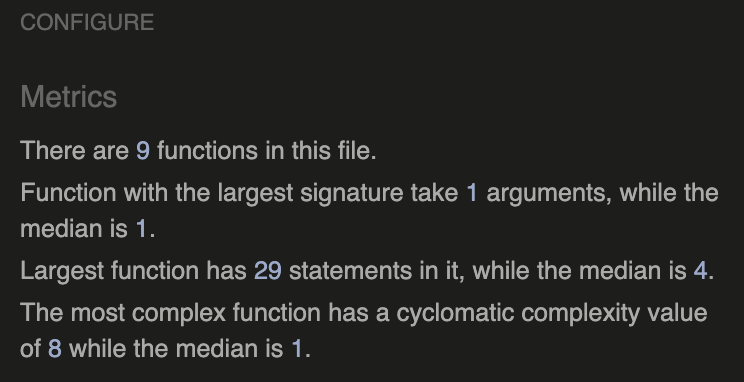 CONFIGURE
Metrics
There are 9 functions in this file.
Function with the largest signature take 1 arguments, while the
median is 1.
Largest function has 29 statements in it, while the median is 4.
The most complex function has a cyclomatic complexity value
of 8 while the median is 1.